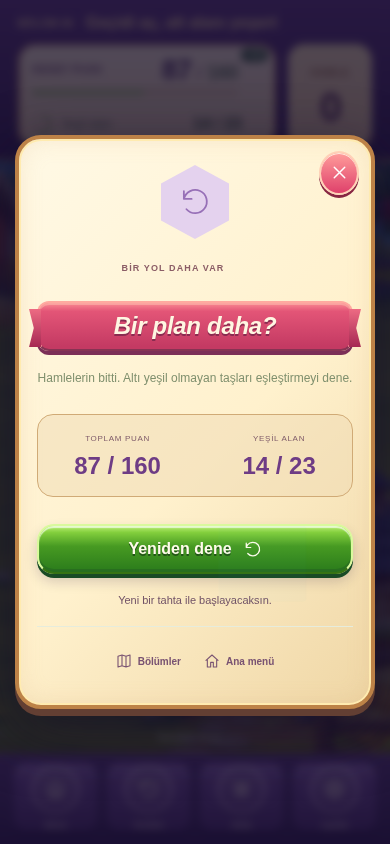 BİR YOL DAHA VAR
Bir plan daha?
Hamlelerin bitti. Altı yeşil olmayan taşları eşleştirmeyi dene.
TOPLAM PUAN
87 / 160
YEŞİL ALAN
14 / 23
Yeniden dene
Yeni bir tahta ile başlayacaksın.
Bölümler
Ana menü